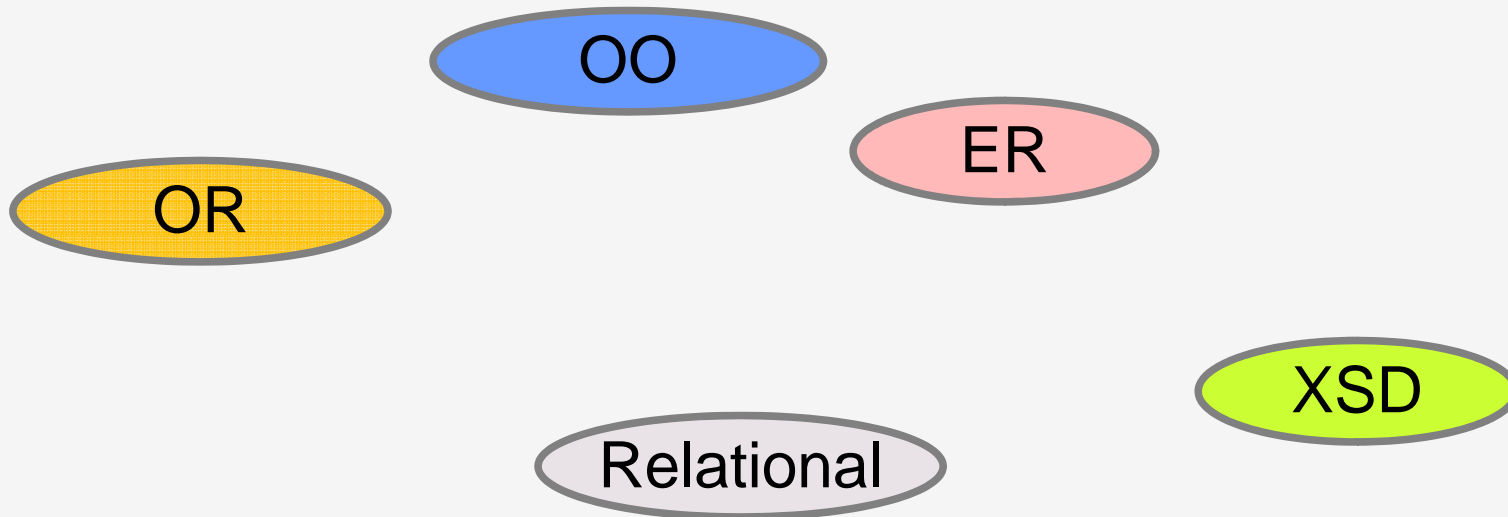 OO
ER
OR
XSD
Relational